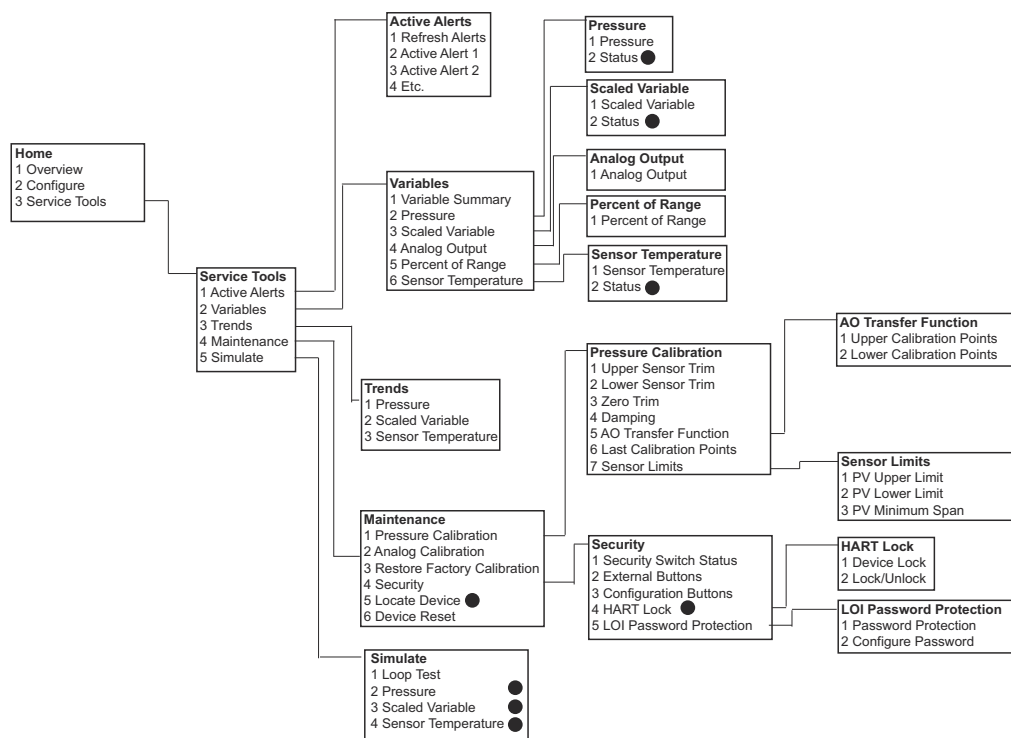 Home
1 Overview
2 Configure
3 Service Tools
Service Tools
1 Active Alerts
2 Variables
3 Trends
4 Maintenance
5 Simulate
Active Alerts
1 Refresh Alerts
2 Active Alert 1
3 Active Alert 2
4 Etc.
Variables
1 Variable Summary
2 Pressure
3 Scaled Variable
4 Analog Output
5 Percent of Range
6 Sensor Temperature
Trends
1 Pressure
2 Scaled Variable
3 Sensor Temperature
Maintenance
1 Pressure Calibration
2 Analog Calibration
3 Restore Factory Calibration
4 Security
5 Locate Device
6 Device Reset
Simulate
1 Loop Test
2 Pressure
3 Scaled Variable
4 Sensor Temperature
Pressure
1 Pressure
2 Status
Scaled Variable
1 Scaled Variable
2 Status
Analog Output
1 Analog Output
Percent of Range
1 Percent of Range
Sensor Temperature
1 Sensor Temperature
2 Status
Pressure Calibration
1 Upper Sensor Trim
2 Lower Sensor Trim
3 Zero Trim
4 Damping
5 AO Transfer Function
6 Last Calibration Points
7 Sensor Limits
Security
1 Security Switch Status
2 External Buttons
3 Configuration Buttons
4 HART Lock
5 LOI Password Protection
AO Transfer Function
1 Upper Calibration Points
2 Lower Calibration Points
Sensor Limits
1 PV Upper Limit
2 PV Lower Limit
3 PV Minimum Span
HART Lock
1 Device Lock
2 Lock/Unlock
LOI Password Protection
1 Password Protection
2 Configure Password